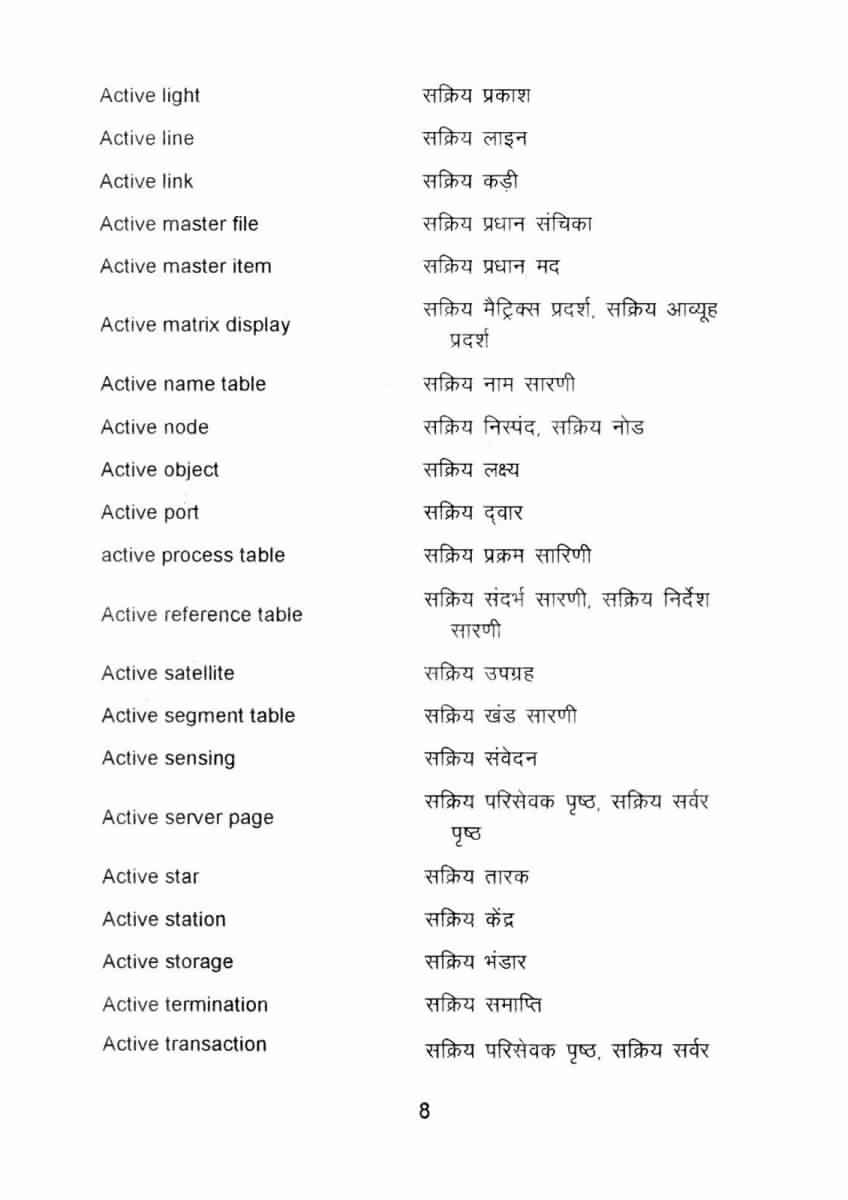 Active light सक्रिय प्रकाश
Active line सक्रिय लाइन
Active link सक्रिय कड़ी
Active master file सक्रिय प्रधान संचिका
Active master item सक्रिय प्रधान मद
Active matrix display सक्रिय मैट्रिक्स प्रदर्श, सक्रिय आव्यूह
प्रदर्श
Active name table सक्रिय नाम सारणी
Active node सक्रिय निस्पंद, सक्रिय नोड
Active object सक्रिय लक्ष्य
Active port सक्रिय द्वार
active process table सक्रिय प्रक्रम सारिणी
Active reference table सक्रिय संदर्भ सारणी, सक्रिय निर्देश
सारणी
Active satellite सक्रिय उपग्रह
Active segment table सक्रिय खंड सारणी
Active sensing सक्रिय संवेदन
Active server page सक्रिय परिसेवक पृष्ठ, सक्रिय सर्वर
पृष्ठ
Active star सक्रिय तारक
Active station सक्रिय केंद्र
Active storage सक्रिय भंडार
Active termination सक्रिय समाप्ति
Active transaction सक्रिय परिसेवक पृष्ठ, सक्रिय सर्वर
8